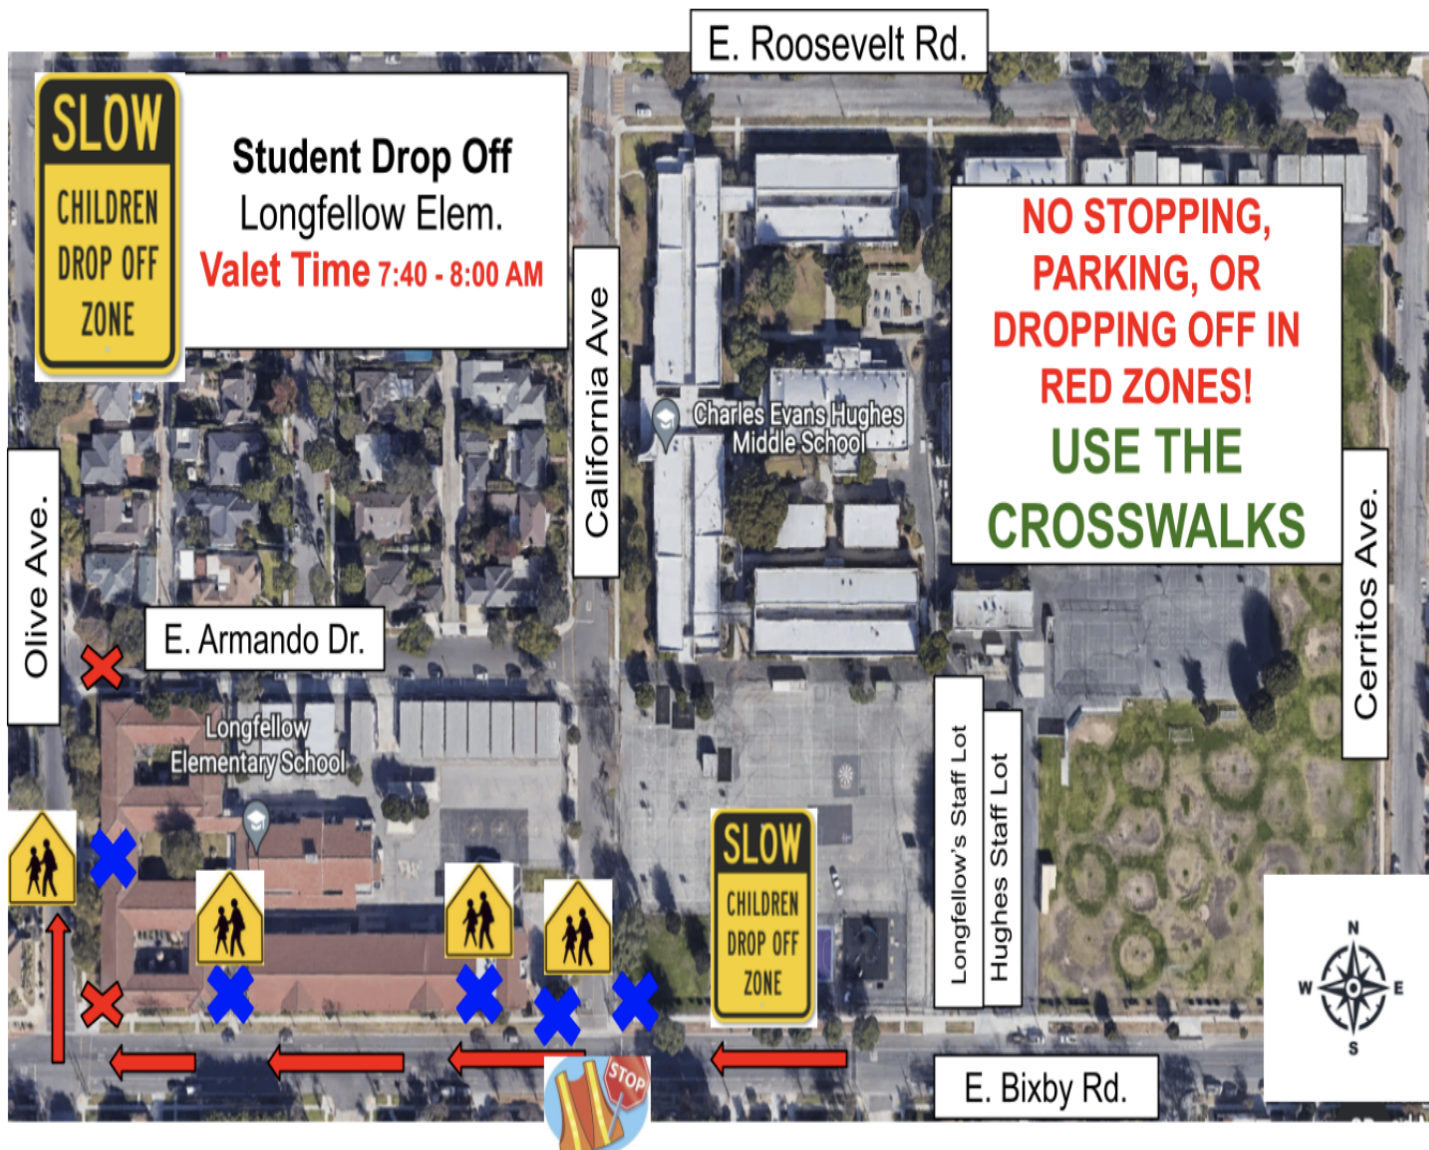 E. Roosevelt Rd.
SLOW
CHILDREN
DROP OFF
ZONE
Student Drop Off
Longfellow Elem.
Valet Time 7:40 - 8:00 AM
NO STOPPING,
PARKING, OR
DROPPING OFF IN
RED ZONES!
USE THE
CROSSWALKS
California Ave
Charles Evans Hughes
Middle School
Olive Ave.
Cerritos Ave.
E. Armando Dr.
Longfellow
Elementary School
Longfellow's Staff Lot
Hughes Staff Lot
SLOW
CHILDREN
DROP OFF
ZONE
N
W
E
S
STOP
E. Bixby Rd.